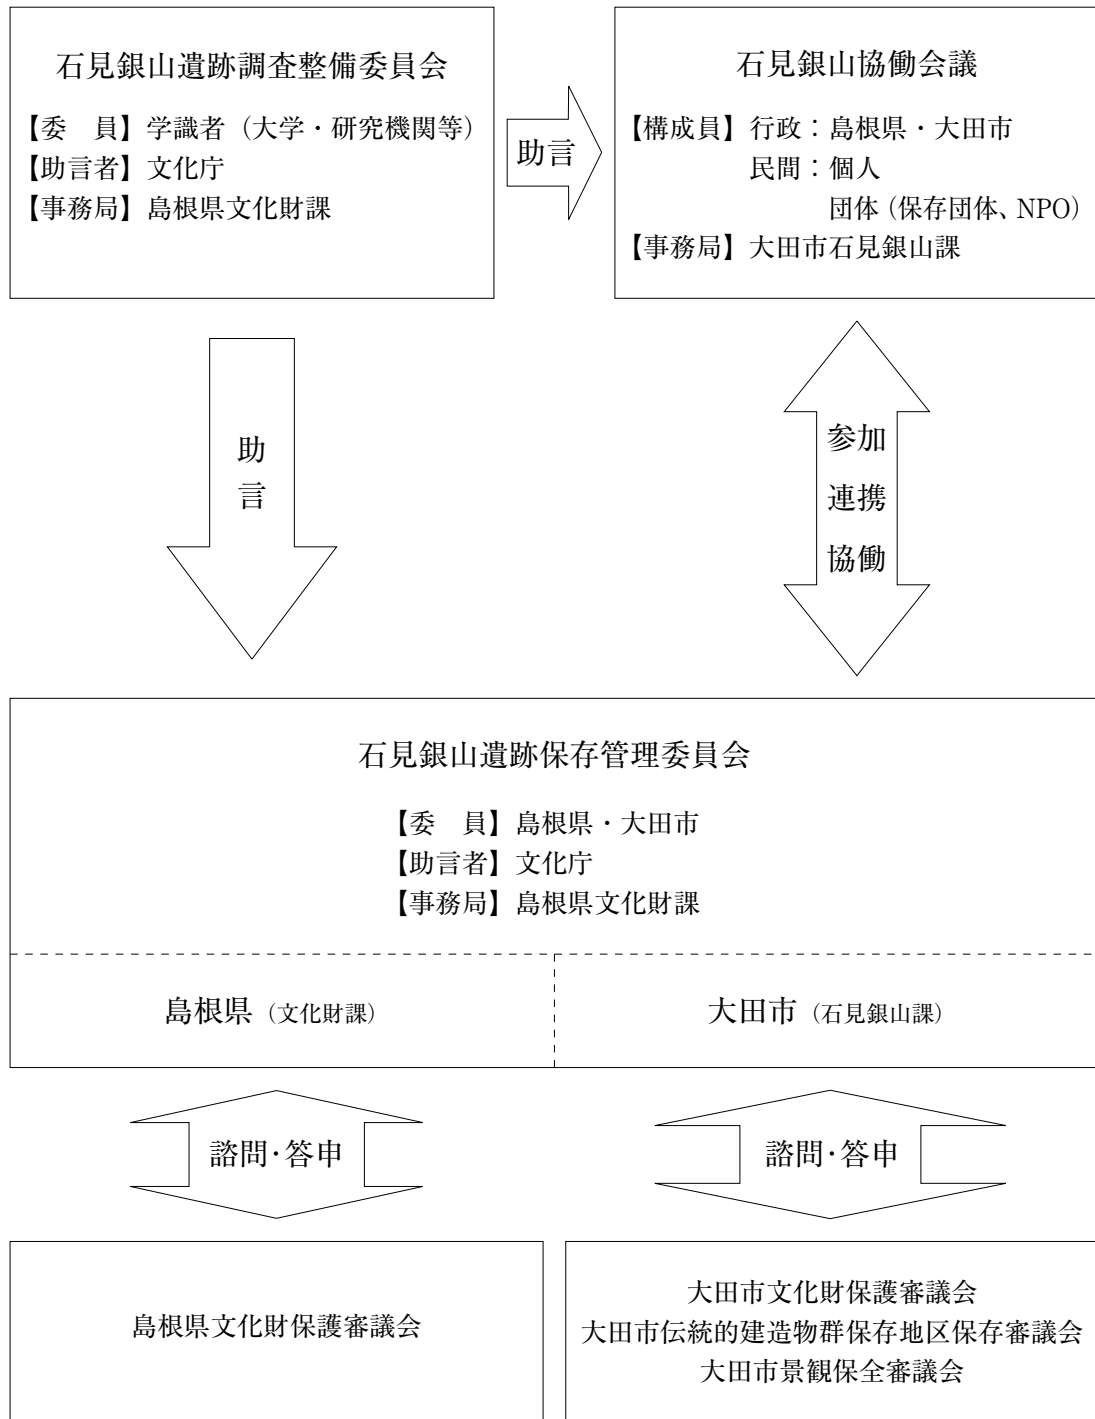 石見銀山遺跡調査整備委員会
【委　員】学識者（大学・研究機関等）
【助言者】文化庁
【事務局】島根県文化財課
助言
石見銀山協働会議
【構成員】行政：島根県・大田市
民間：個人
団体（保存団体、NPO）
【事務局】大田市石見銀山課
助
言
参加
連携
協働
石見銀山遺跡保存管理委員会
【委　員】島根県・大田市
【助言者】文化庁
【事務局】島根県文化財課
島根県（文化財課）
大田市（石見銀山課）
諮問・答申
諮問・答申
島根県文化財保護審議会
大田市文化財保護審議会
大田市伝統的建造物群保存地区保存審議会
大田市景観保全審議会